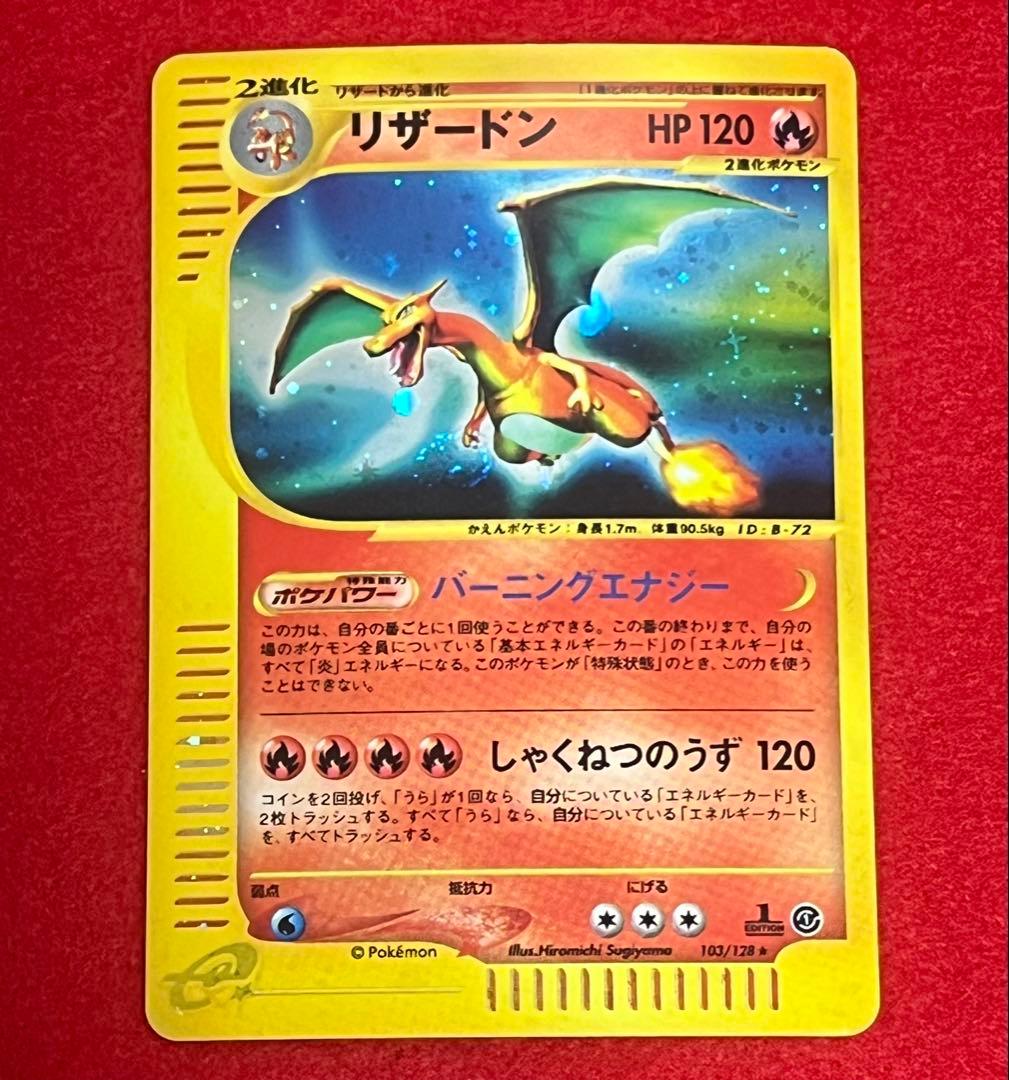 2進化 リザードから進化 「1進化ポケモン」の上に重ねて進化させます
リザードン HP 120
2進化ポケモン
かえんポケモン：身長1.7m 体重90.5kg ID：B-72
特殊能力
ポケパワー バーニングエナジー
この力は、自分の番ごとに1回使うことができる。この番の終わりまで、自分の
場のポケモン全員についている「基本エネルギーカード」の「エネルギー」は、
すべて「炎」エネルギーになる。このポケモンが「特殊状態」のとき、この力を使う
ことはできない。
しゃくねつのうず 120
コインを2回投げ、「うら」が1回なら、自分についている「エネルギーカード」を、
2枚トラッシュする。すべて「うら」なら、自分についている「エネルギーカード」
を、すべてトラッシュする。
弱点 抵抗力 にげる
1
EDITION
©Pokémon Illus.Hiromichi Sugiyama 103/128★
e